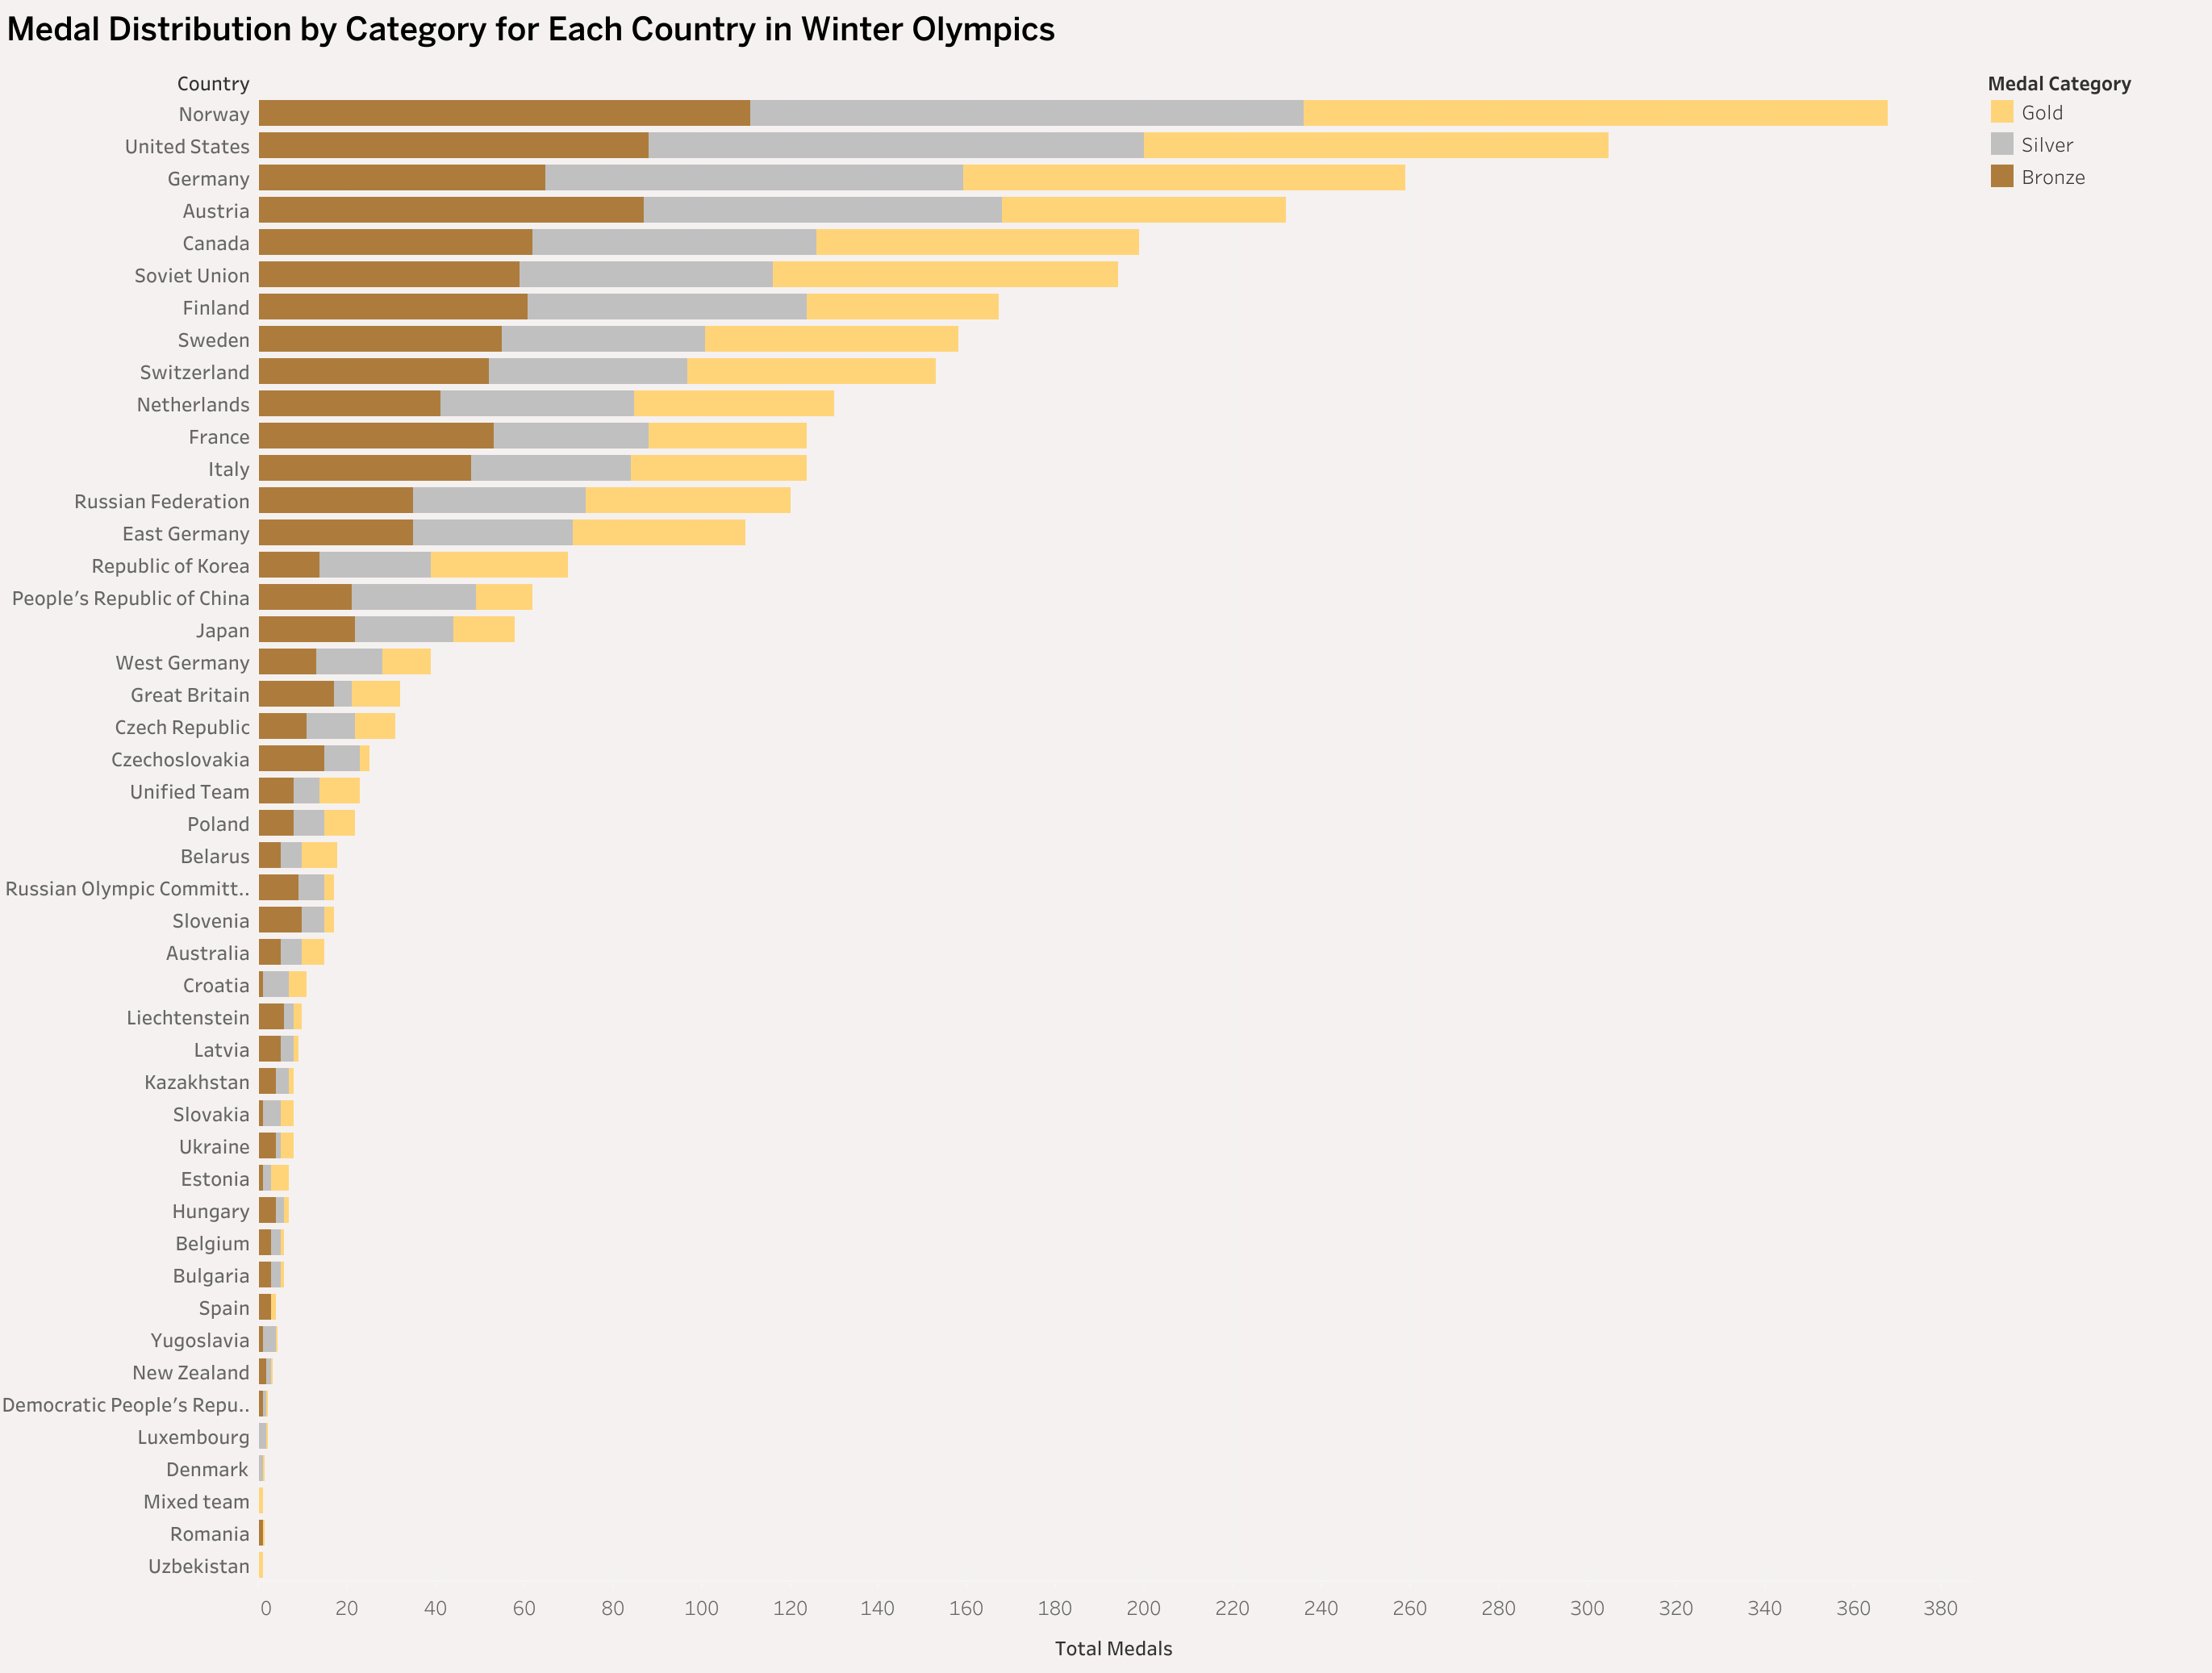 Medal Distribution by Category for Each Country in Winter Olympics
Country
Medal Category
Norway
Gold
United States
Silver
Germany
Bronze
Austria
Canada
Soviet Union
Finland
Sweden
Switzerland
Netherlands
France
Italy
Russian Federation
East Germany
Republic of Korea
People's Republic of China
Japan
West Germany
Great Britain
Czech Republic
Czechoslovakia
Unified Team
Poland
Belarus
Russian Olympic Committ..
Slovenia
Australia
Croatia
Liechtenstein
Latvia
Kazakhstan
Slovakia
Ukraine
Estonia
Hungary
Belgium
Bulgaria
Spain
Yugoslavia
New Zealand
Democratic People's Repu..
Luxembourg
Denmark
Mixed team
Romania
Uzbekistan
0 20 40 60 80 100 120 140 160 180 200 220 240 260 280 300 320 340 360 380
Total Medals